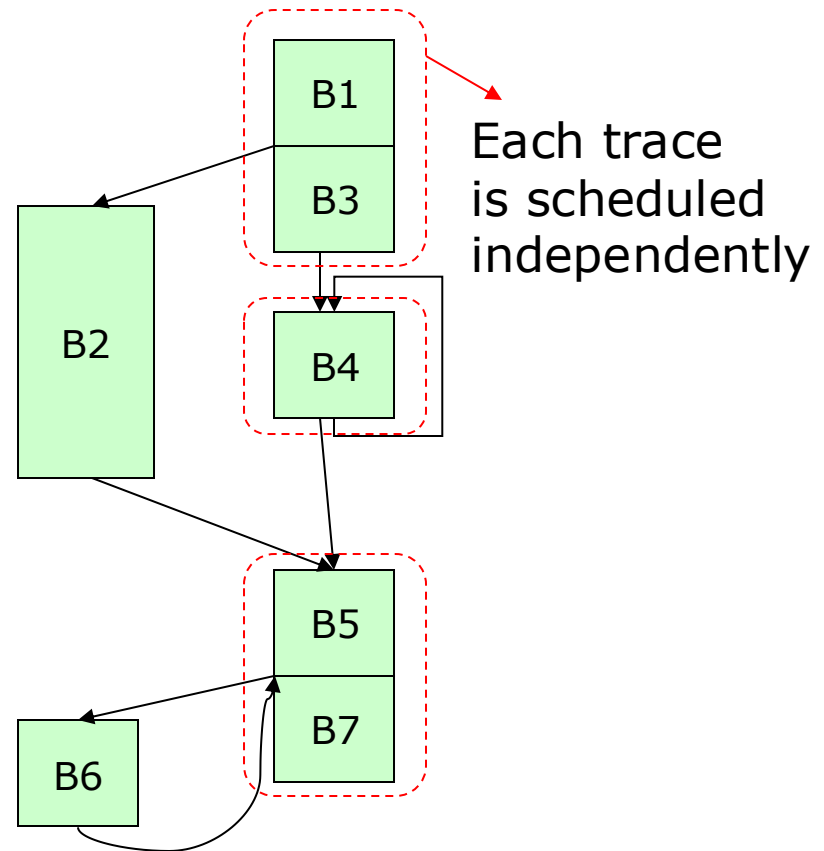 B1
B3
Each trace
is scheduled
independently
B2
B4
B5
B7
B6